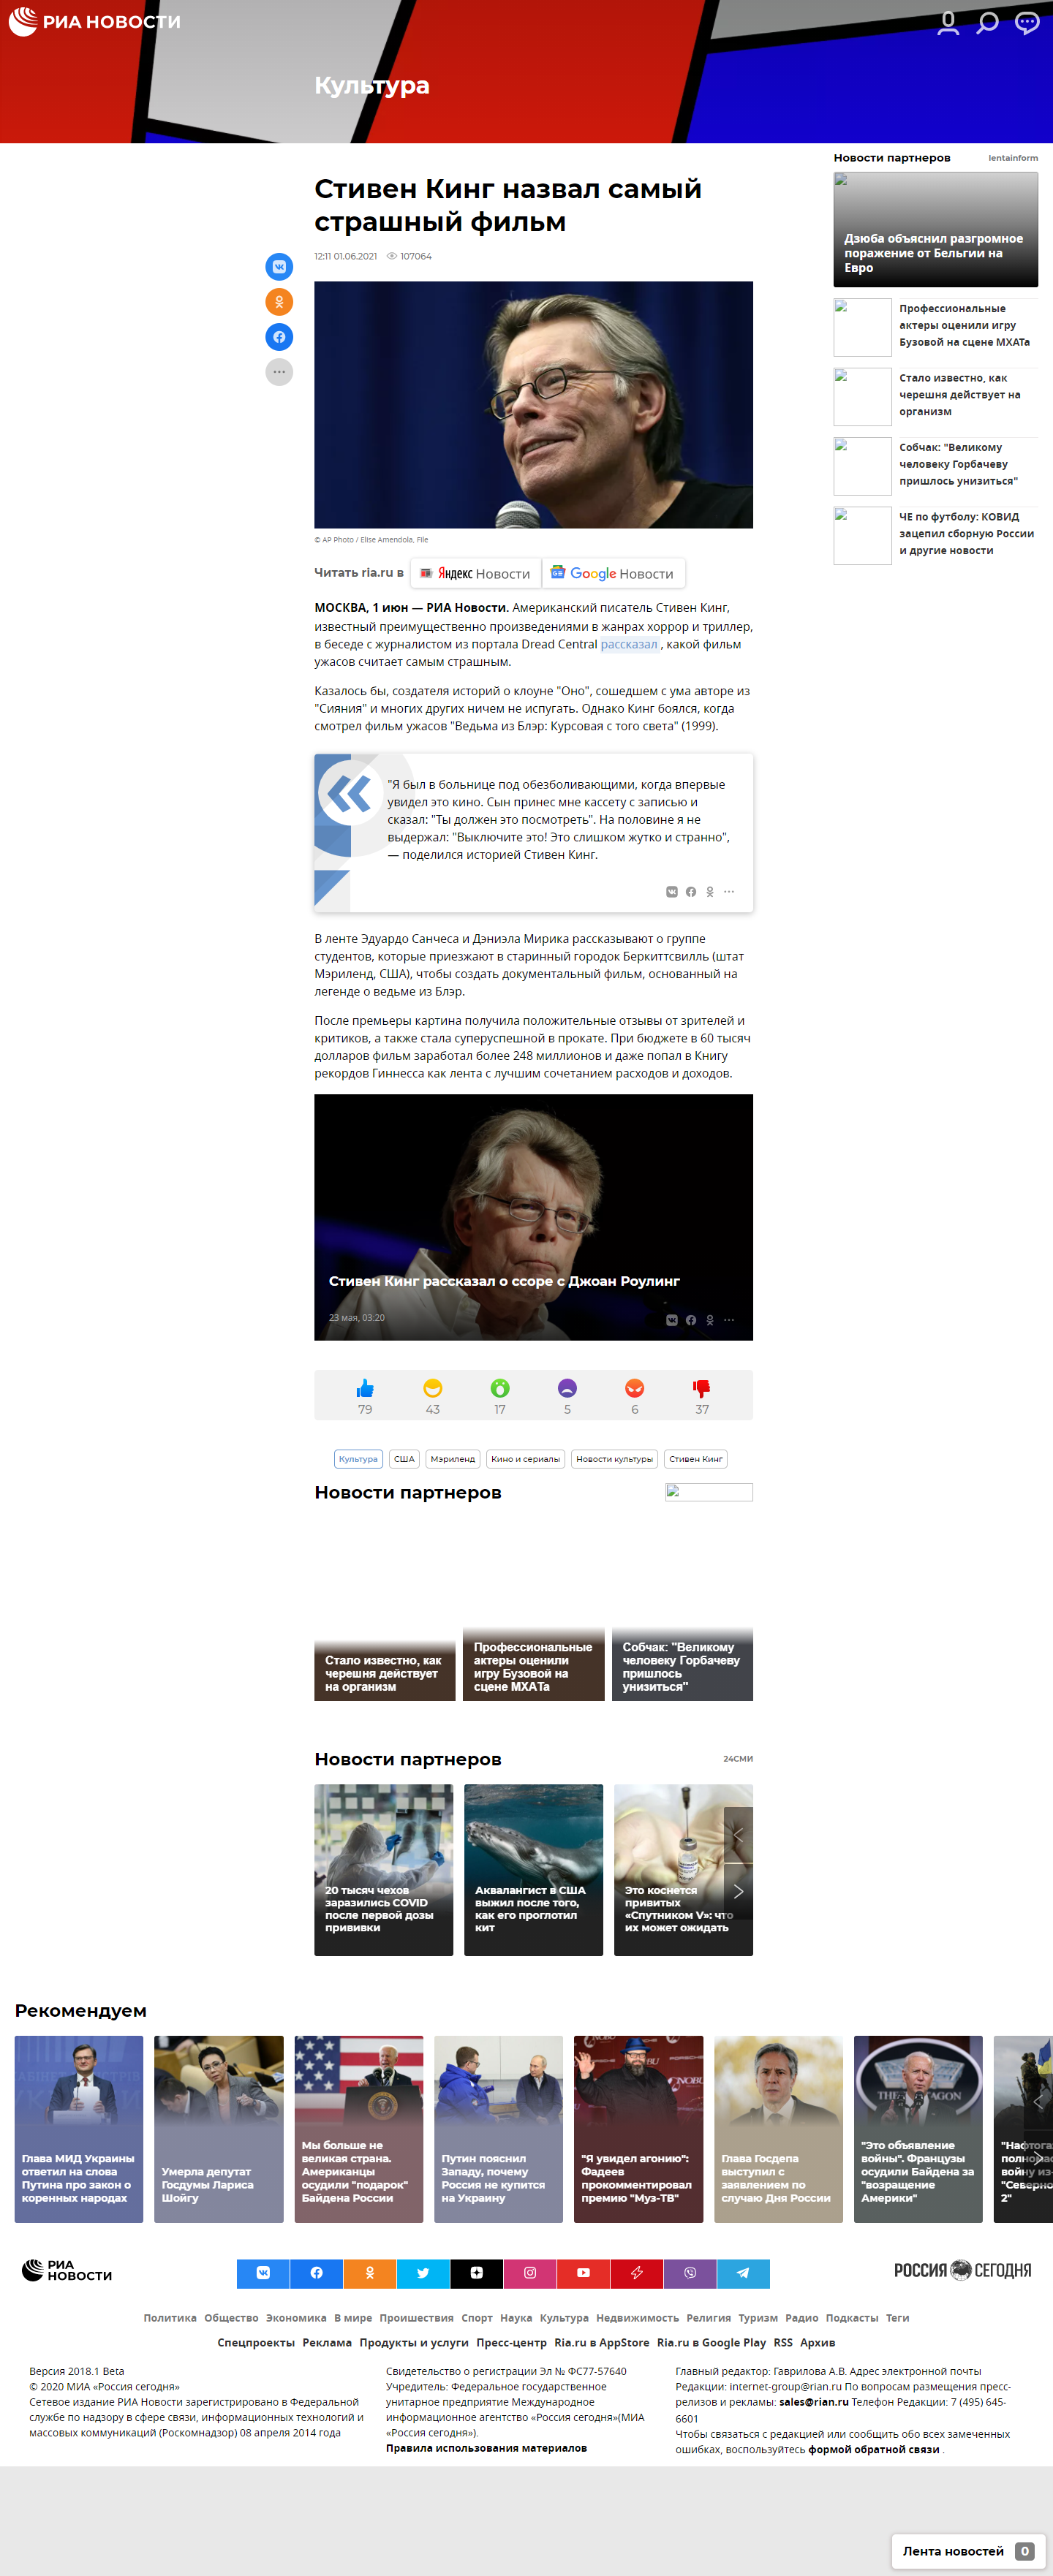 РИА НОВОСТИ
Культура
Стивен Кинг назвал самый
страшный фильм
12:11 01.06.2021 107064
© AP Photo / Elise Amendola, File
Читать ria.ru в Яндекс Новости Google Новости
МОСКВА, 1 июн — РИА Новости. Американский писатель Стивен Кинг,
известный преимущественно произведениями в жанрах хоррор и триллер,
в беседе с журналистом из портала Dread Central рассказал, какой фильм
ужасов считает самым страшным.
Казалось бы, создателя историй о клоуне "Оно", сошедшем с ума авторе из
"Сияния" и многих других ничем не испугать. Однако Кинг боялся, когда
смотрел фильм ужасов "Ведьма из Блэр: Курсовая с того света" (1999).
"Я был в больнице под обезболивающими, когда впервые
увидел это кино. Сын принес мне кассету с записью и
сказал: "Ты должен это посмотреть". На половине я не
выдержал: "Выключите это! Это слишком жутко и странно",
— поделился историей Стивен Кинг.
В ленте Эдуардо Санчеса и Дэниэла Мирика рассказывают о группе
студентов, которые приезжают в старинный городок Беркиттсвилль (штат
Мэриленд, США), чтобы создать документальный фильм, основанный на
легенде о ведьме из Блэр.
После премьеры картина получила положительные отзывы от зрителей и
критиков, а также стала суперуспешной в прокате. При бюджете в 60 тысяч
долларов фильм заработал более 248 миллионов и даже попал в Книгу
рекордов Гиннесса как лента с лучшим сочетанием расходов и доходов.
Стивен Кинг рассказал о ссоре с Джоан Роулинг
23 мая, 03:20
79 43 17 5 6 37
Культура США Мэриленд Кино и сериалы Новости культуры Стивен Кинг
Новости партнеров lentainform
Дзюба объяснил разгромное
поражение от Бельгии на
Евро
Профессиональные
актеры оценили игру
Бузовой на сцене МХАТа
Стало известно, как
черешня действует на
организм
Собчак: "Великому
человеку Горбачеву
пришлось унизиться"
ЧЕ по футболу: КОВИД
зацепил сборную России
и другие новости
Новости партнеров
Стало известно, как
черешня действует
на организм
Профессиональные
актеры оценили
игру Бузовой на
сцене МХАТа
Собчак: "Великому
человеку Горбачеву
пришлось
унизиться"
Новости партнеров 24СМИ
20 тысяч чехов
заразились COVID
после первой дозы
прививки
Аквалангист в США
выжил после того,
как его проглотил
кит
Это коснется
привитых
«Спутником V»: что
их может ожидать
Рекомендуем
Глава МИД Украины
ответил на слова
Путина про закон о
коренных народах
Умерла депутат
Госдумы Лариса
Шойгу
Мы больше не
великая страна.
Американцы
осудили "подарок"
Байдена России
Путин пояснил
Западу, почему
Россия не купится
на Украину
"Я увидел агонию":
Фадеев
прокомментировал
премию "Муз-ТВ"
Глава Госдепа
выступил с
заявлением по
случаю Дня России
"Это объявление
войны". Французы
осудили Байдена за
"возращение
Америки"
РИА
НОВОСТИ
РОССИЯ СЕГОДНЯ
Политика Общество Экономика В мире Происшествия Спорт Наука Культура Недвижимость Религия Туризм Радио Подкасты Теги
Спецпроекты Реклама Продукты и услуги Пресс-центр Ria.ru в AppStore Ria.ru в Google Play RSS Архив
Версия 2018.1 Beta
© 2020 МИА «Россия сегодня»
Сетевое издание РИА Новости зарегистрировано в Федеральной
службе по надзору в сфере связи, информационных технологий и
массовых коммуникаций (Роскомнадзор) 08 апреля 2014 года
Свидетельство о регистрации Эл № ФС77-57640
Учредитель: Федеральное государственное
унитарное предприятие Международное
информационное агентство «Россия сегодня»(МИА
«Россия сегодня»).
Правила использования материалов
Главный редактор: Гаврилова А.В. Адрес электронной почты
Редакции: internet-group@rian.ru По вопросам размещения пресс-
релизов и рекламы: sales@rian.ru Телефон Редакции: 7 (495) 645-
6601
Чтобы связаться с редакцией или сообщить обо всех замеченных
ошибках, воспользуйтесь формой обратной связи .
Лента новостей 0